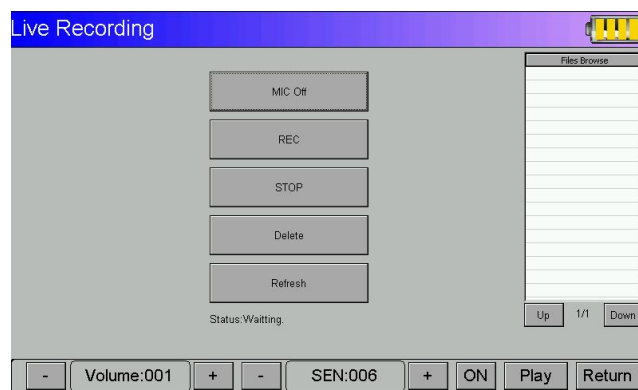 Live Recording
Files Browse
MIC Off
REC
STOP
Delete
Refresh
Status:Waitting.
Up 1/1 Down
- Volume:001 + - SEN:006 + ON Play Return